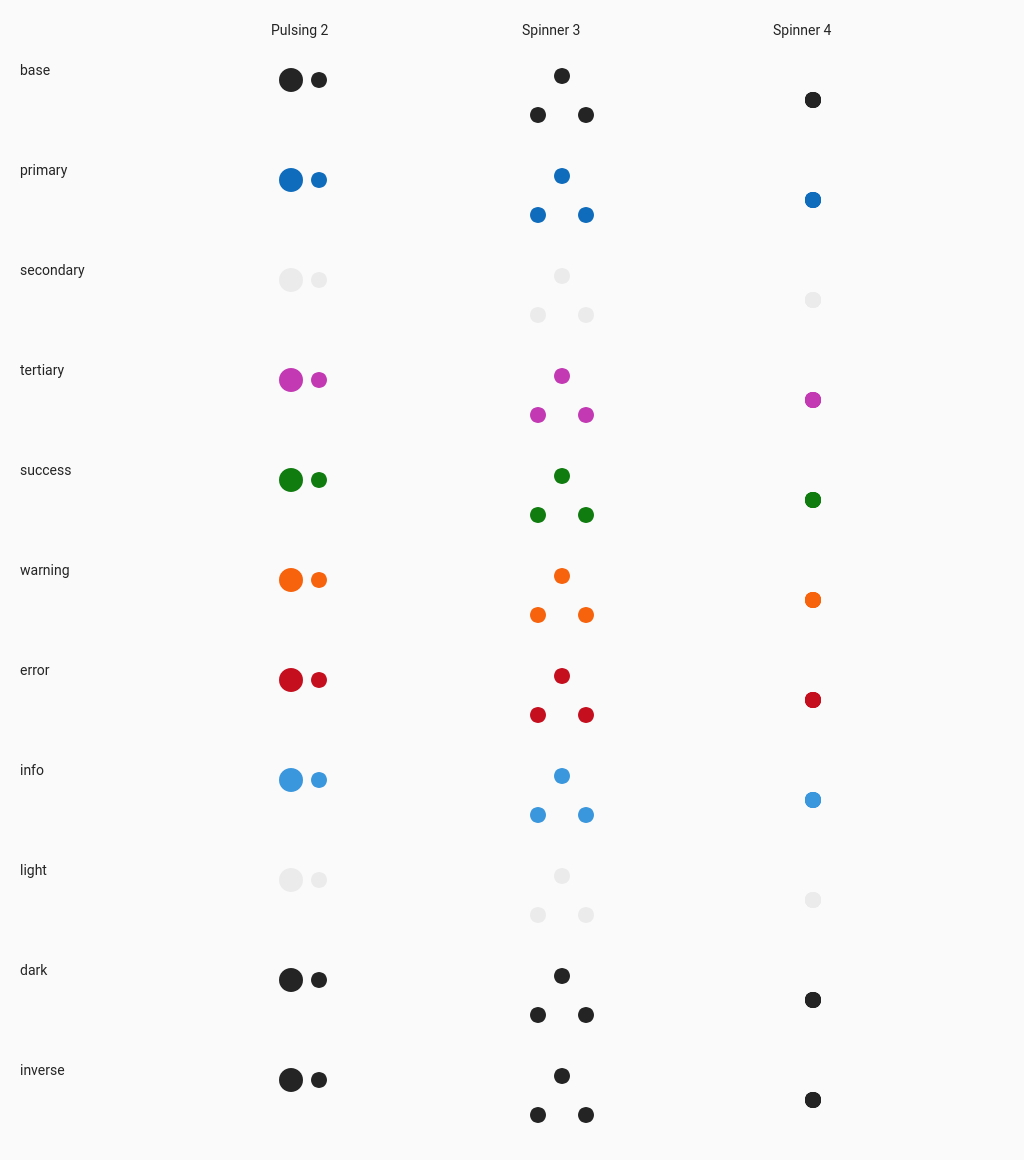 Pulsing 2 Spinner 3 Spinner 4
base
primary
secondary
tertiary
success
warning
error
info
light
dark
inverse